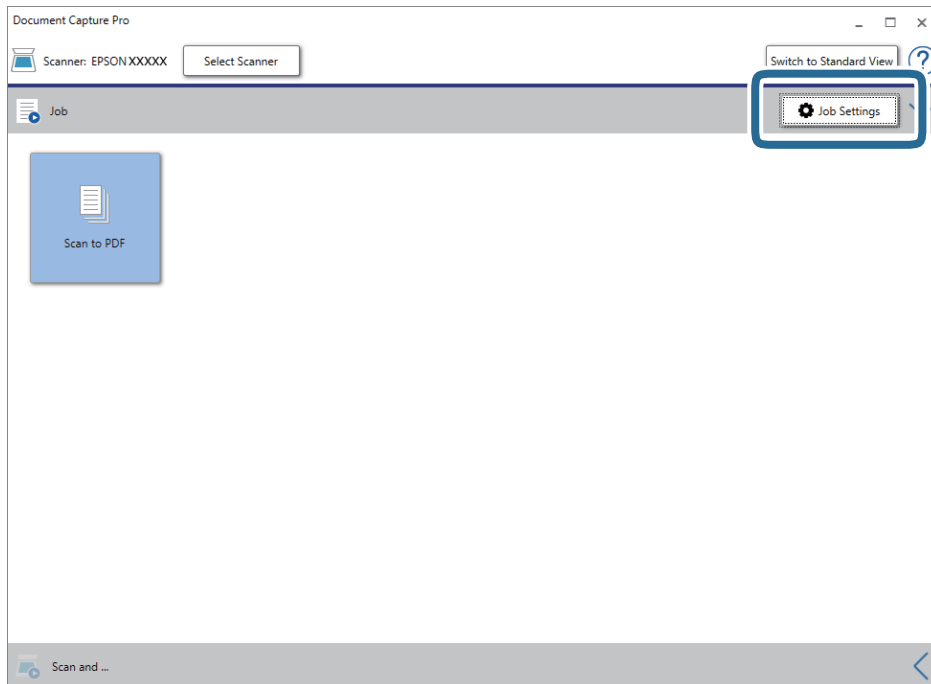 Document Capture Pro
Scanner: EPSON XXXXX
Select Scanner
Switch to Standard View
?
Job
Job Settings
Scan to PDF
Scan and ...